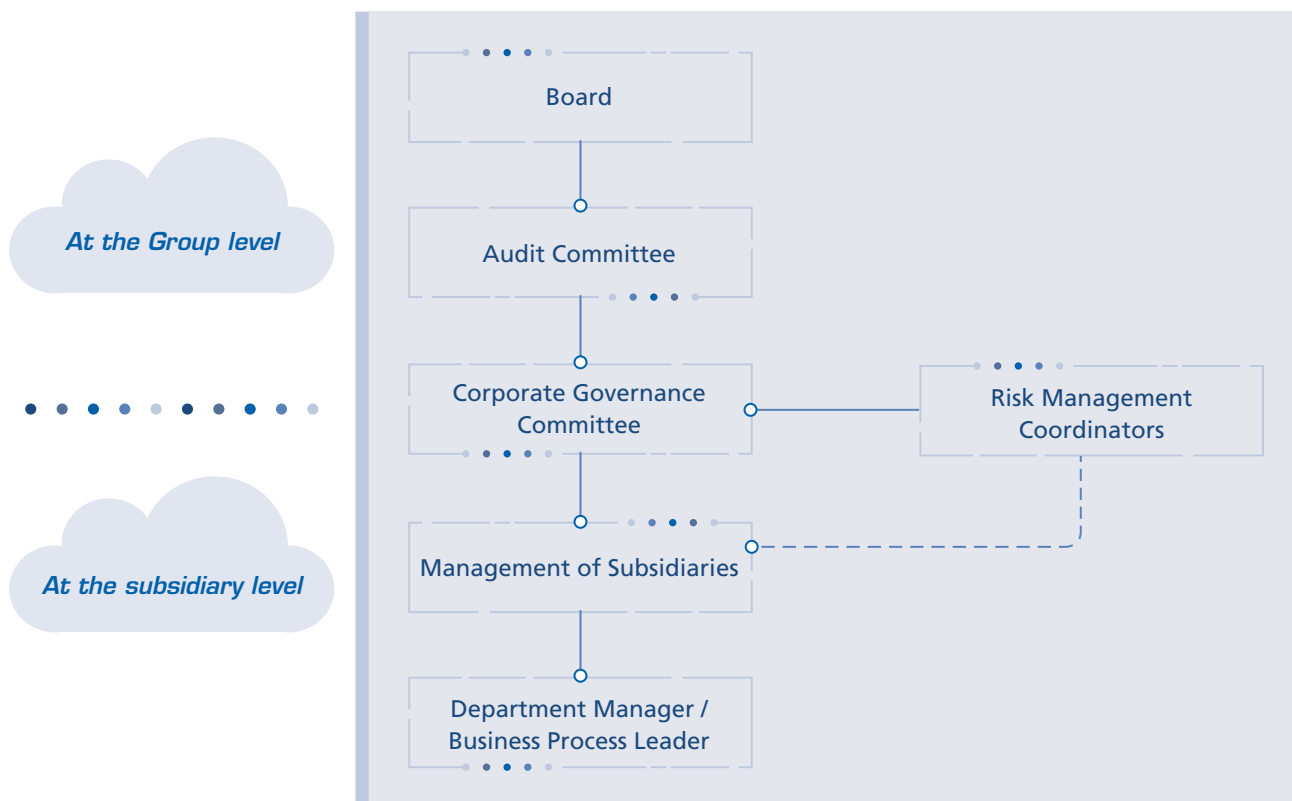 Board
At the Group level
Audit Committee
Corporate Governance
Committee
Risk Management
Coordinators
At the subsidiary level
Management of Subsidiaries
Department Manager /
Business Process Leader